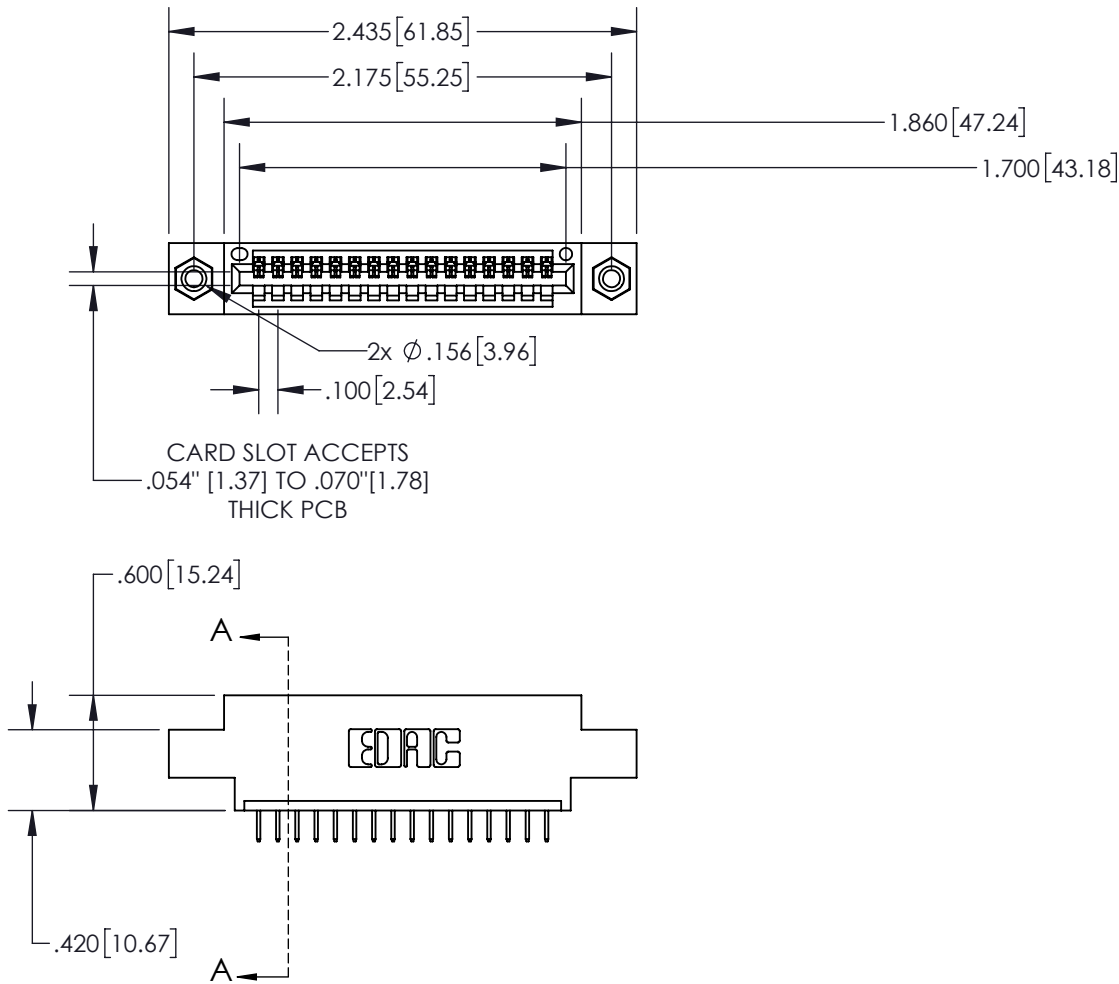 2.435[61.85]
2.175[55.25]
1.860[47.24]
1.700[43.18]
2x Ø.156[3.96]
.100[2.54]
CARD SLOT ACCEPTS
.054" [1.37] TO .070"[1.78]
THICK PCB
.600[15.24]
A
EDAC
.420[10.67]
A